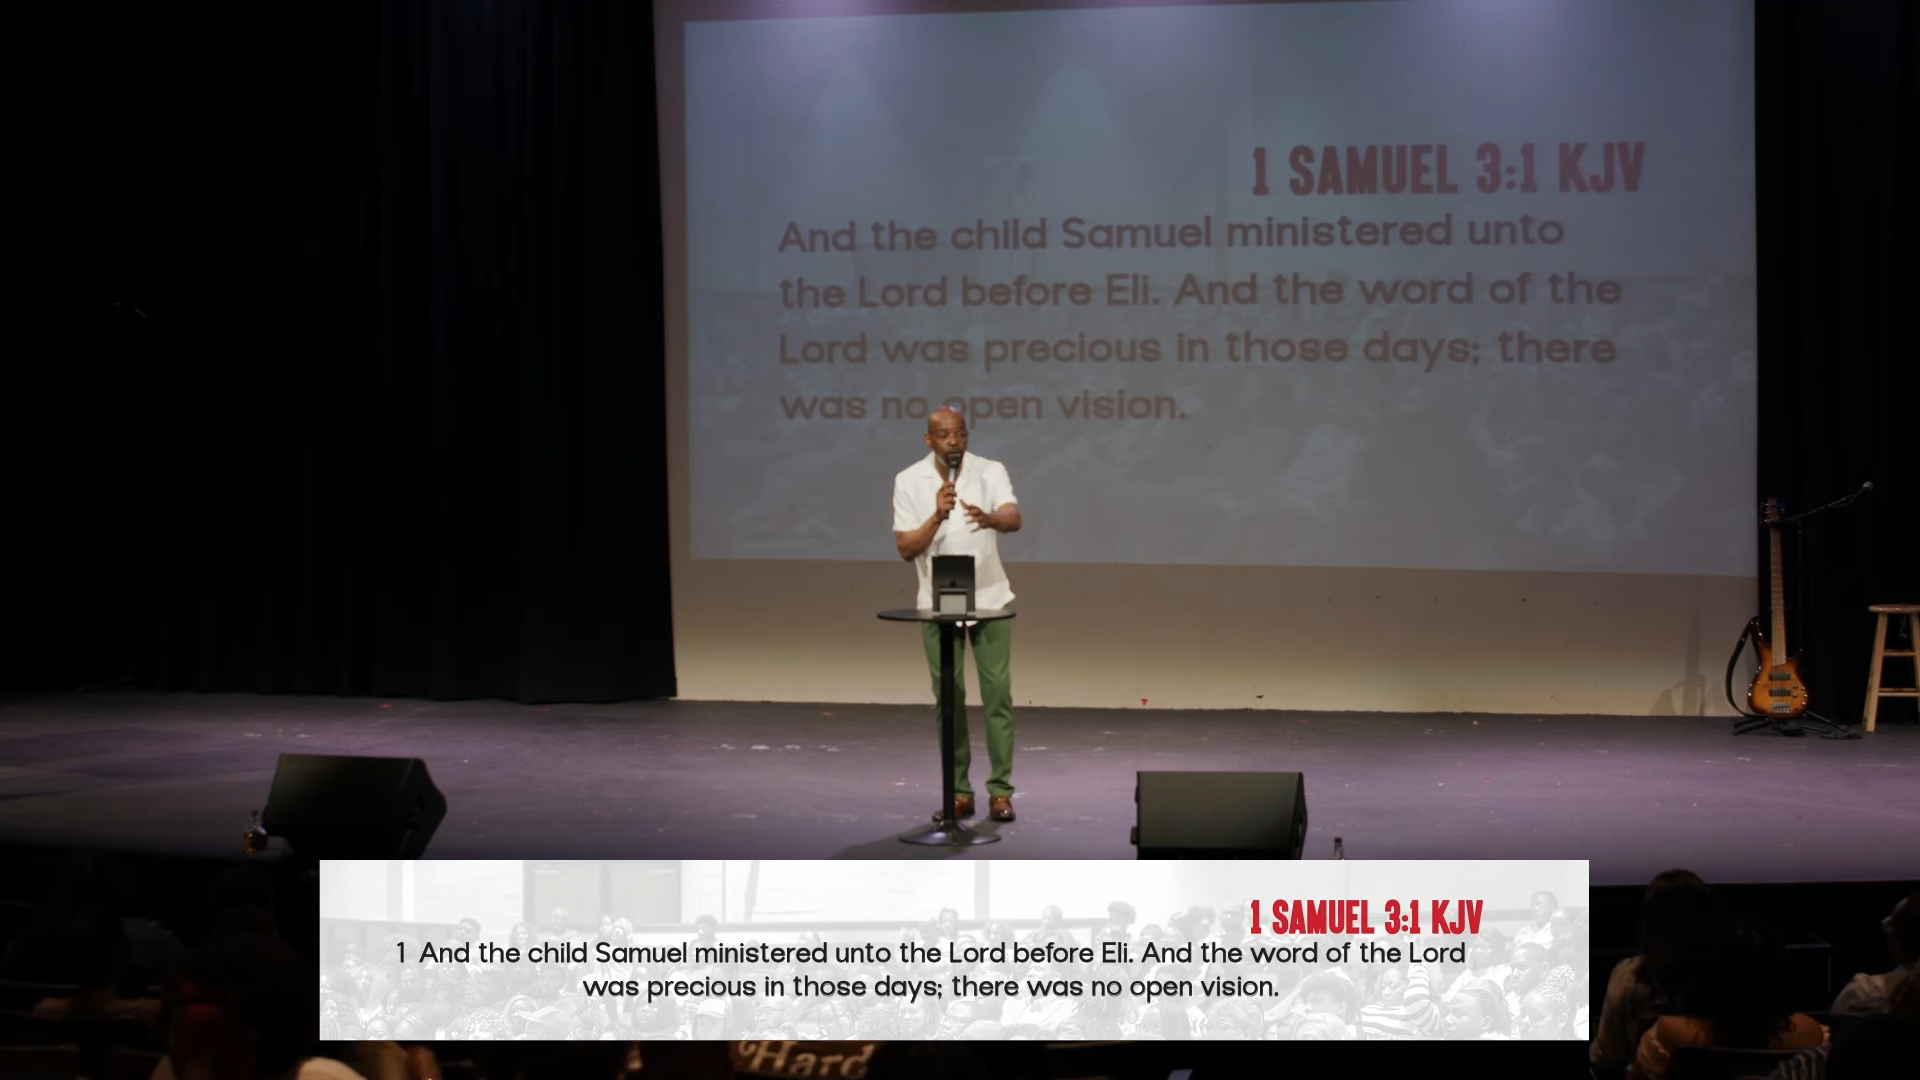 1 SAMUEL 3:1 KJV
And the child Samuel ministered unto
the Lord before Eli. And the word of the
Lord was precious in those days; there
was no open vision.
1 SAMUEL 3:1 KJV
1 And the child Samuel ministered unto the Lord before Eli. And the word of the Lord
was precious in those days; there was no open vision.
Hard